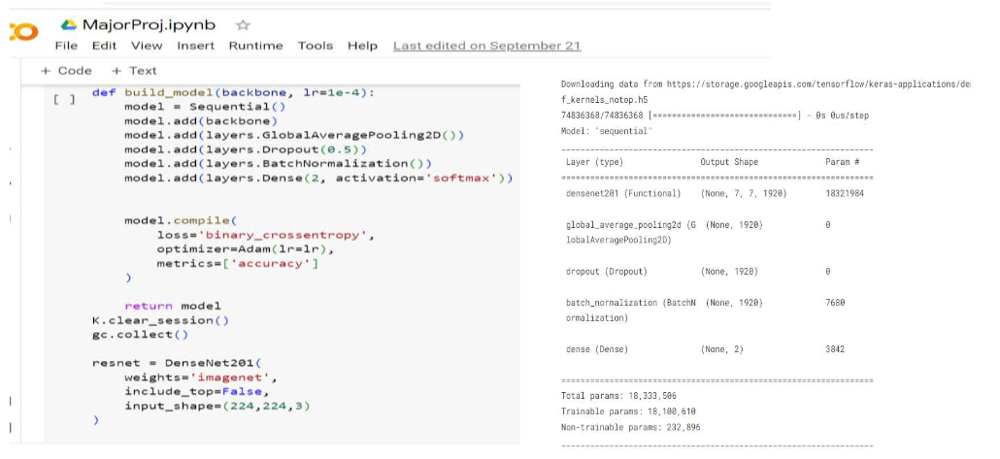 MajorProj.ipynb
File Edit View Insert Runtime Tools Help Last edited on September 21
+ Code + Text
[ ] def build_model(backbone, lr=1e-4):
model = Sequential()
model.add(backbone)
model.add(layers.GlobalAveragePooling2D())
model.add(layers.Dropout(0.5))
model.add(layers.BatchNormalization())
model.add(layers.Dense(2, activation='softmax'))
model.compile(
loss='binary_crossentropy',
optimizer=Adam(lr=lr),
metrics=['accuracy']
)
return model
K.clear_session()
gc.collect()
resnet = DenseNet201(
weights='imagenet',
include_top=False,
input_shape=(224,224,3)
)
Downloading data from https://storage.googleapis.com/tensorflow/keras-applications/de
f_kernels_notop.h5
74836368/74836368 [==============================] - 0s 0us/step
Model: "sequential"
Layer (type) Output Shape Param #
densenet201 (Functional) (None, 7, 7, 1920) 18321984
global_average_pooling2d (G (None, 1920) 0
lobalAveragePooling2D)
dropout (Dropout) (None, 1920) 0
batch_normalization (BatchN (None, 1920) 7680
ormalization)
dense (Dense) (None, 2) 3842
Total params: 18,333,506
Trainable params: 18,100,610
Non-trainable params: 232,896